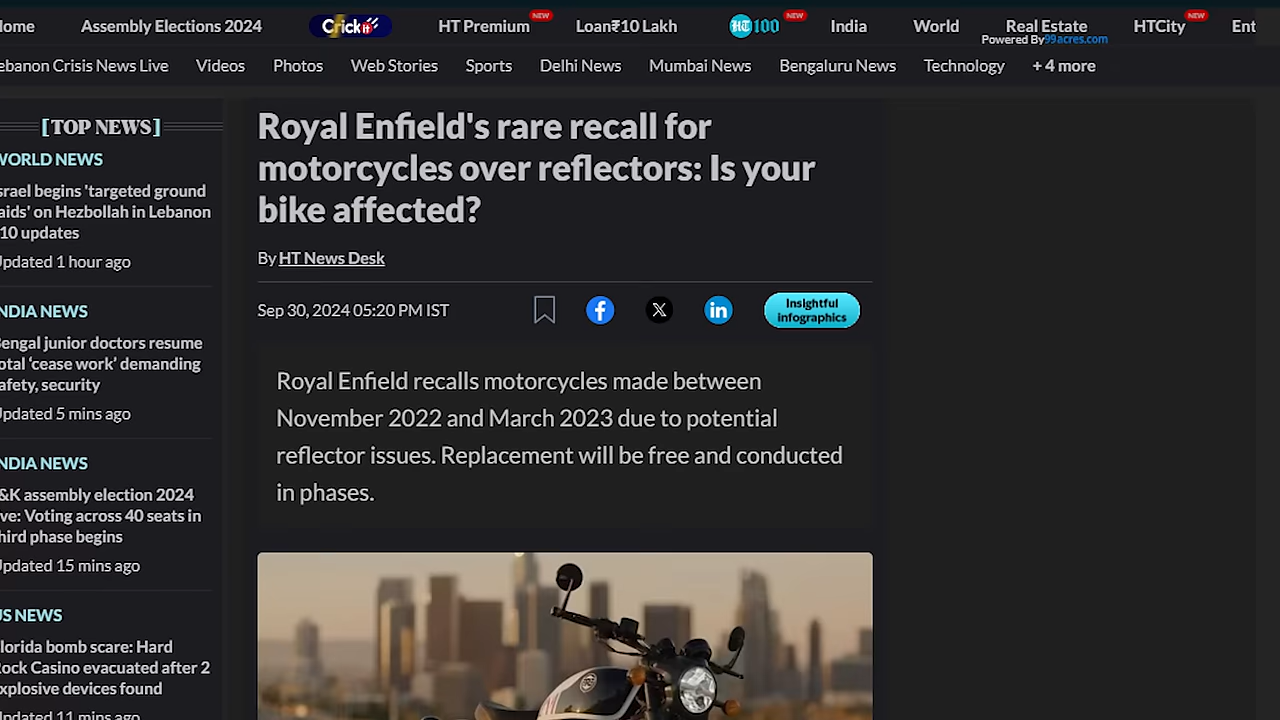 ome
Assembly Elections 2024
Crickit
HT Premium
NEW
Loan₹10 Lakh
HT 100
NEW
India
World
Real Estate
Powered By 99acres.com
HTCity
NEW
Ent
ebanon Crisis News Live
Videos
Photos
Web Stories
Sports
Delhi News
Mumbai News
Bengaluru News
Technology
+ 4 more
[TOP NEWS]
WORLD NEWS
srael begins 'targeted ground
aids' on Hezbollah in Lebanon
10 updates
Updated 1 hour ago
NDIA NEWS
Bengal junior doctors resume
otal ‘cease work’ demanding
afety, security
Updated 5 mins ago
NDIA NEWS
&K assembly election 2024
ve: Voting across 40 seats in
hird phase begins
Updated 15 mins ago
US NEWS
lorida bomb scare: Hard
Rock Casino evacuated after 2
explosive devices found
Updated 11 mins ago
Royal Enfield's rare recall for
motorcycles over reflectors: Is your
bike affected?
By HT News Desk
Sep 30, 2024 05:20 PM IST
Insightful
Infographics
Royal Enfield recalls motorcycles made between
November 2022 and March 2023 due to potential
reflector issues. Replacement will be free and conducted
in phases.